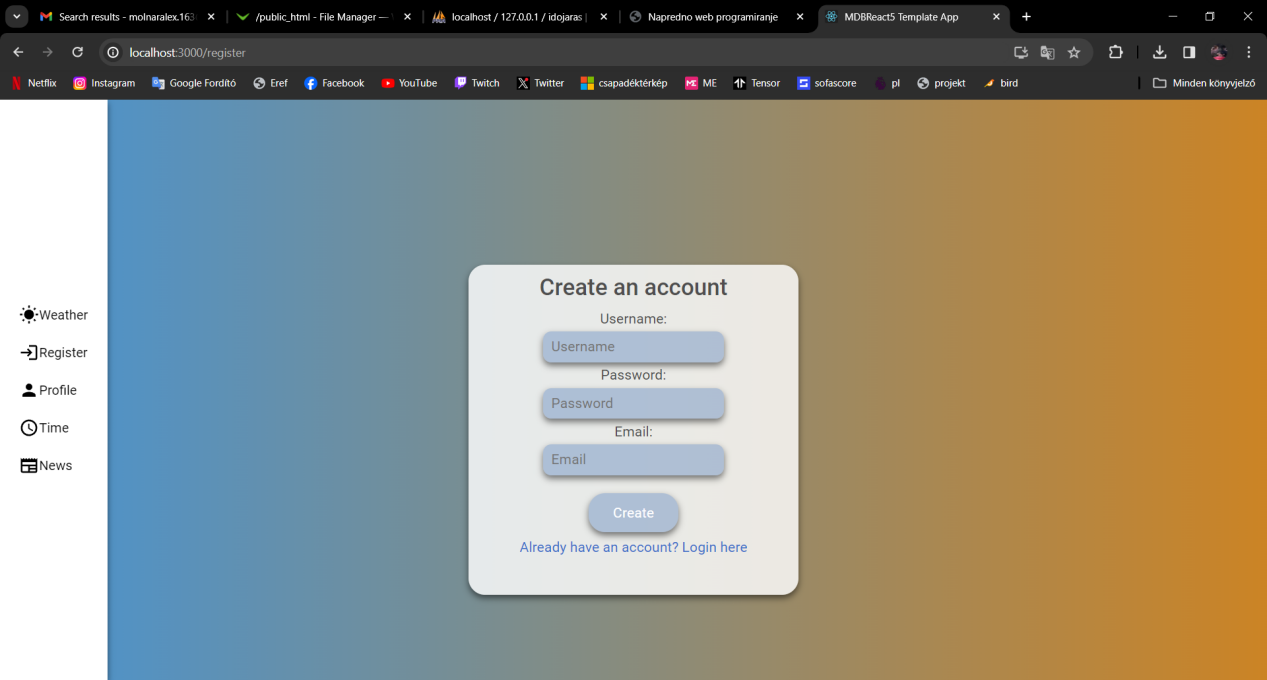 Search results - molnaralex.163
/public_html - File Manager —
localhost / 127.0.0.1 / idojaras |
Napredno web programiranje
MDBReact5 Template App
localhost:3000/register
Netflix
Instagram
Google Fordító
Eref
Facebook
YouTube
Twitch
Twitter
csapadéktérkép
ME
Tensor
sofascore
pl
projekt
bird
Minden könyvjelző
Weather
Register
Profile
Time
News
Create an account
Username:
Username
Password:
Password
Email:
Email
Create
Already have an account? Login here